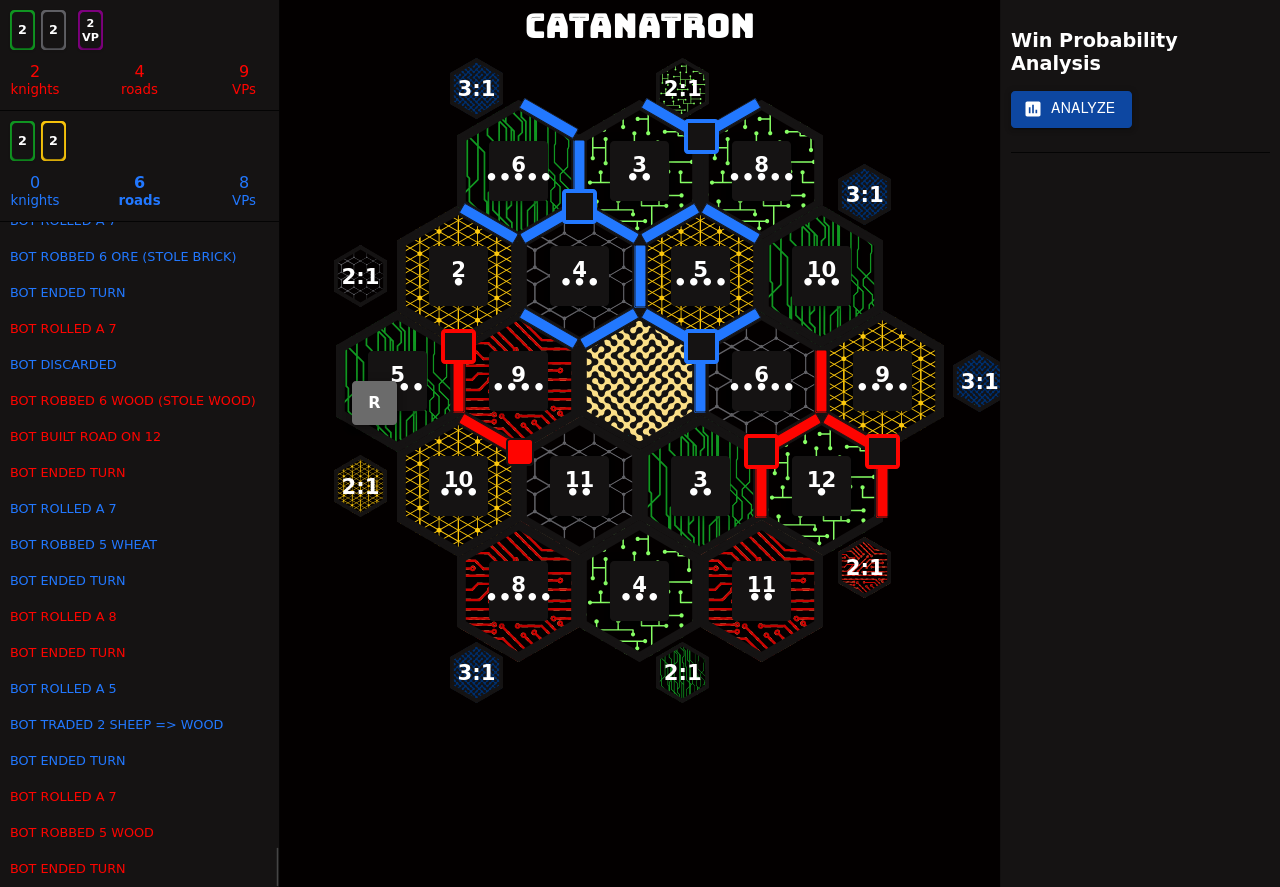 CATANATRON
2 2 2 VP
2 knights 4 roads 9 VPs
2 2
0 knights 6 roads 8 VPs
BOT ROLLED A 7
BOT ROBBED 6 ORE (STOLE BRICK)
BOT ENDED TURN
BOT ROLLED A 7
BOT DISCARDED
BOT ROBBED 6 WOOD (STOLE WOOD)
BOT BUILT ROAD ON 12
BOT ENDED TURN
BOT ROLLED A 7
BOT ROBBED 5 WHEAT
BOT ENDED TURN
BOT ROLLED A 8
BOT ENDED TURN
BOT ROLLED A 5
BOT TRADED 2 SHEEP => WOOD
BOT ENDED TURN
BOT ROLLED A 7
BOT ROBBED 5 WOOD
BOT ENDED TURN
3:1 2:1
6 3 8
3:1
2:1 2 4 5 10
5 9 6 9 3:1
R
2:1 10 11 3 12
8 4 11 2:1
3:1 2:1
Win Probability
Analysis
ANALYZE